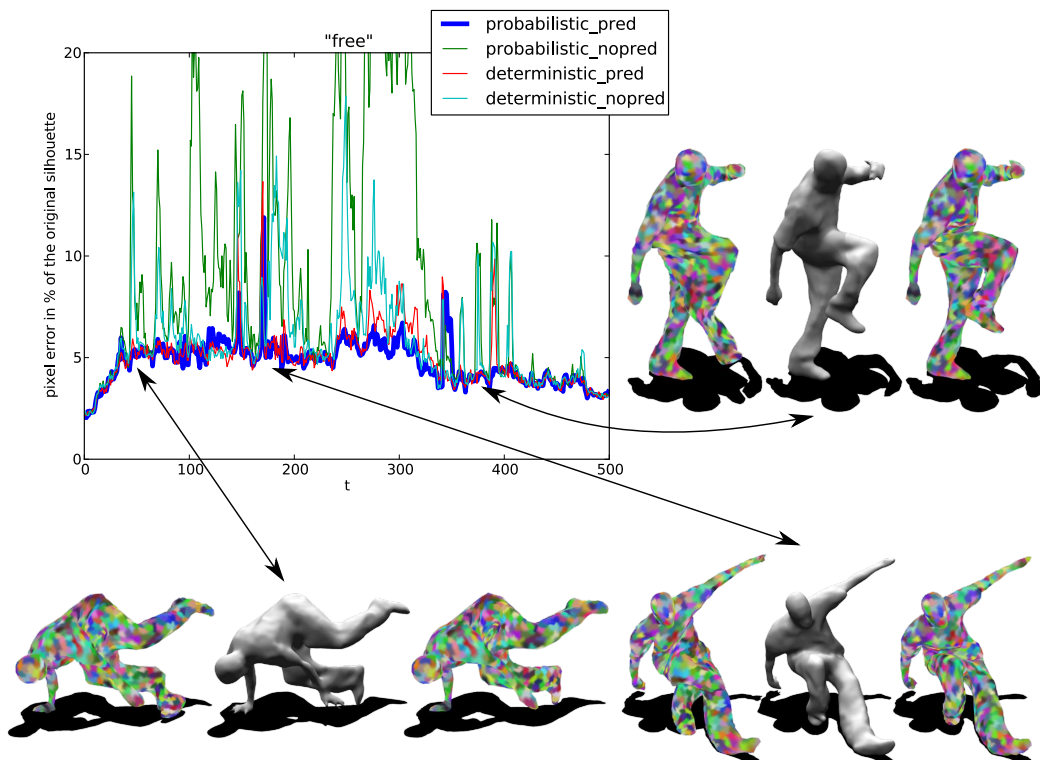 probabilistic_pred
probabilistic_nopred
deterministic_pred
deterministic_nopred
"free"
20
15
10
5
0
0
100
200
300
400
500
t
pixel error in % of the original silhouette